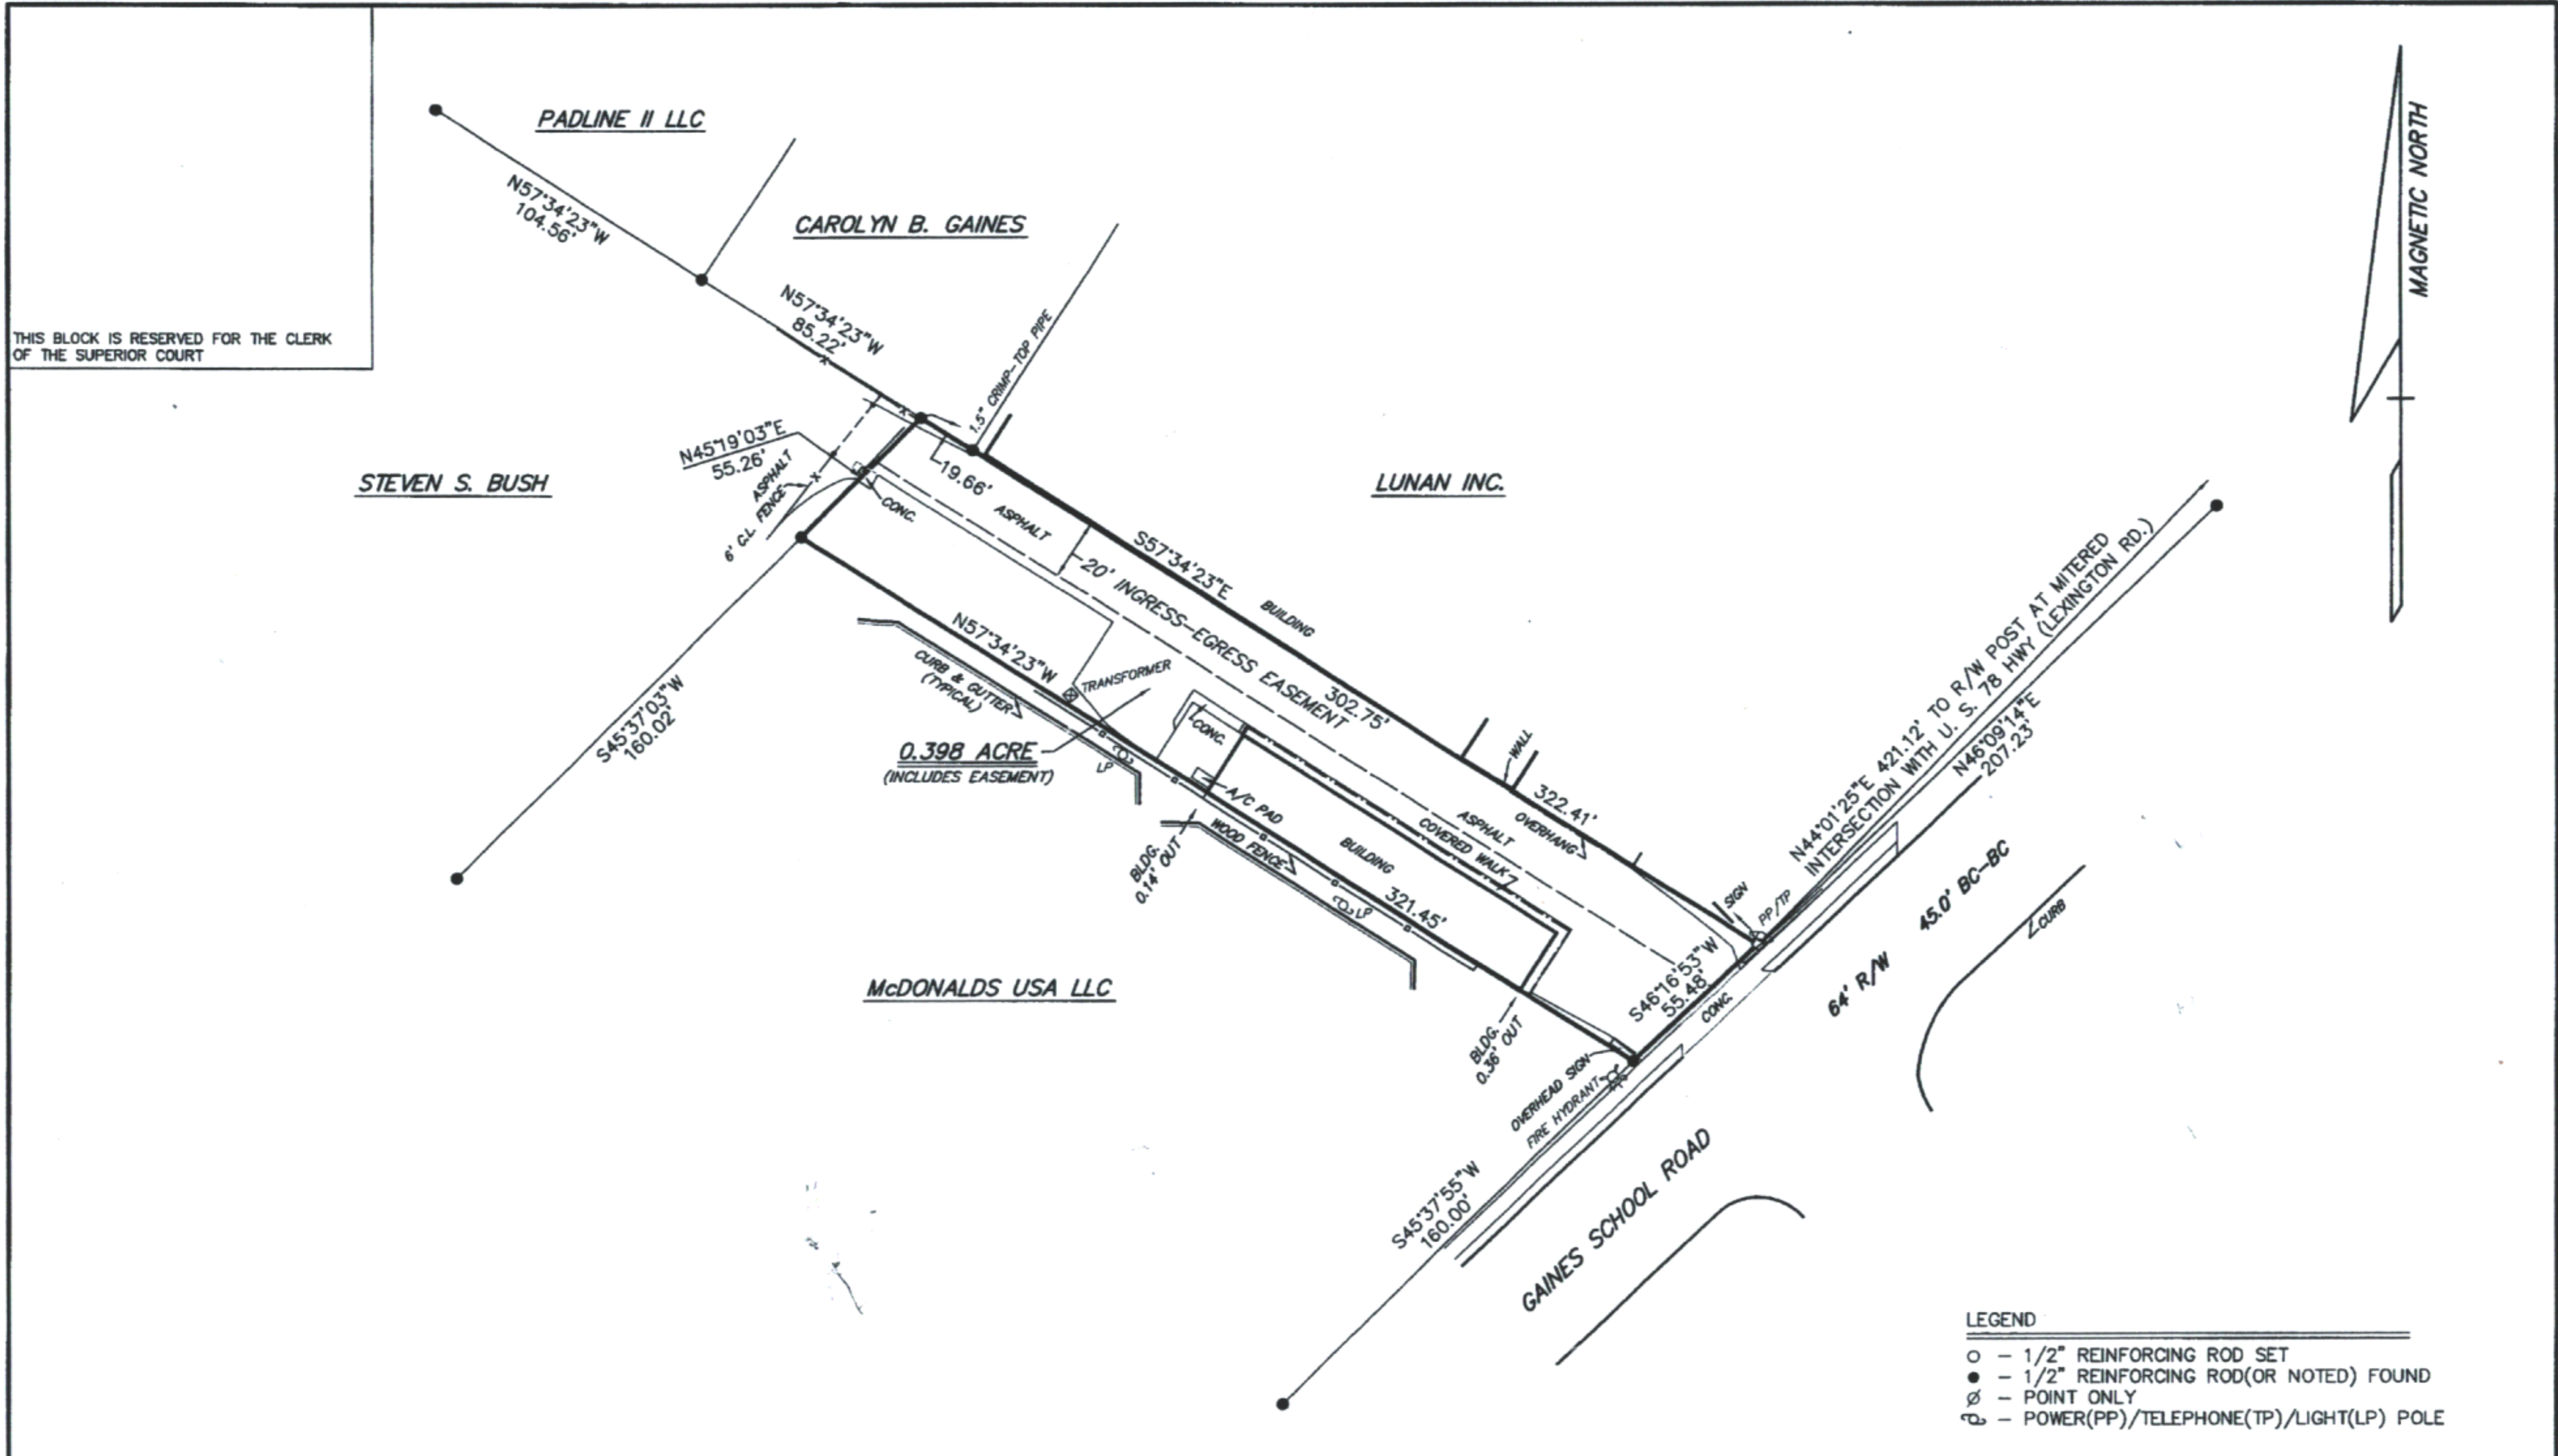 THIS BLOCK IS RESERVED FOR THE CLERK
OF THE SUPERIOR COURT
PADLINE II LLC
N57°34'23"W
104.56'
CAROLYN B. GAINES
N57°34'23"W
85.22'
1.5" CRIMP-TOP PIPE
MAGNETIC NORTH
N45°19'03"E
55.26'
STEVEN S. BUSH
ASPHALT
6' C.L. FENCE
CONC.
19.66'
ASPHALT
LUNAN INC.
S57°34'23"E
BUILDING
20' INGRESS-EGRESS EASEMENT
302.75'
WALL
322.41'
N57°34'23"W
TRANSFORMER
CURB & GUTTER
(TYPICAL)
0.398 ACRE
(INCLUDES EASEMENT)
LP
CONC.
A/C PAD
WOOD FENCE
BLDG.
0.14' OUT
BUILDING
COVERED WALK
ASPHALT
OVERHANG
321.45'
LP
SIGN
PP/TP
N44°01'25"E 421.12' TO R/W POST AT MITERED
INTERSECTION WITH U. S. 78 HWY (LEXINGTON RD.)
N46°09'14"E
207.23'
S45°37'03"W
160.02'
McDONALDS USA LLC
S46°16'53"W
55.48'
CONC.
64' R/W
45.0' BC-BC
CURB
BLDG.
0.36' OUT
OVERHEAD SIGN
FIRE HYDRANT
S45°37'55"W
160.00'
GAINES SCHOOL ROAD
LEGEND
O - 1/2" REINFORCING ROD SET
● - 1/2" REINFORCING ROD(OR NOTED) FOUND
Ø - POINT ONLY
- POWER(PP)/TELEPHONE(TP)/LIGHT(LP) POLE